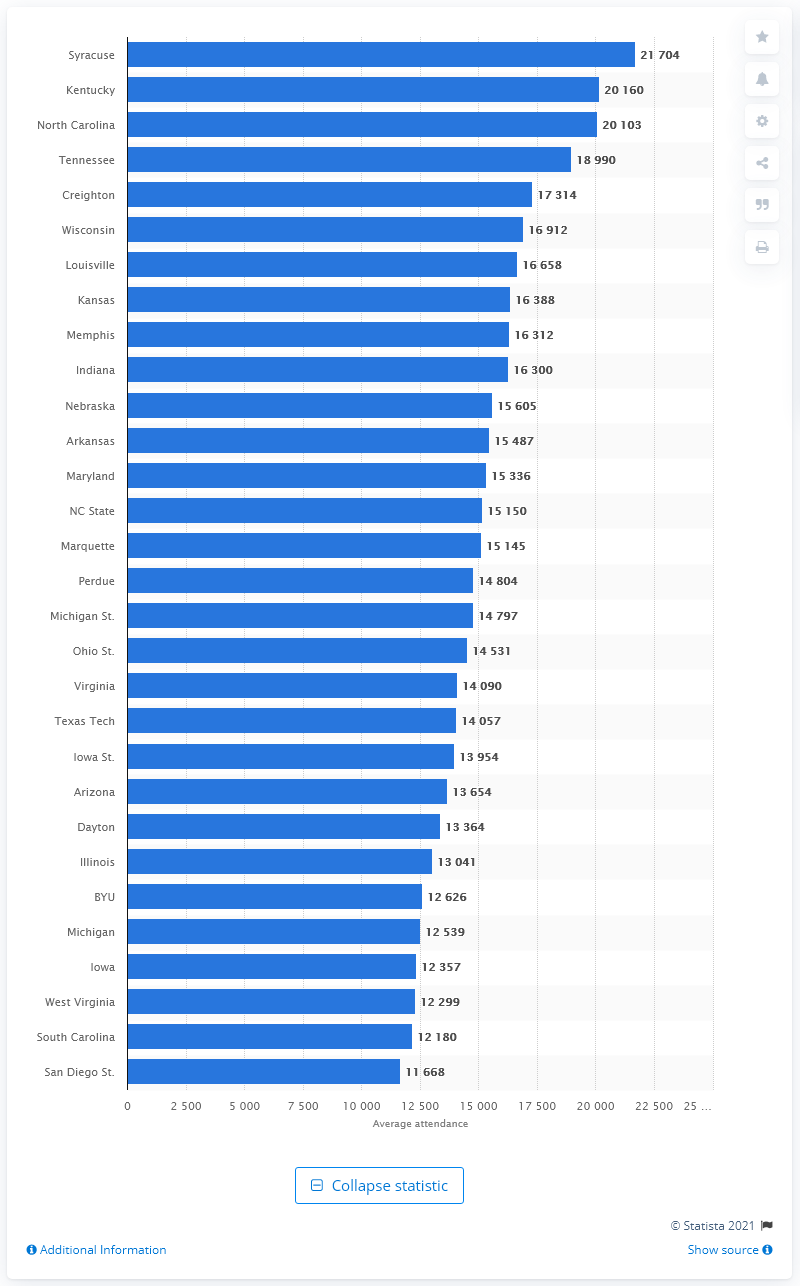 Syracuse 21 704
Kentucky 20 160
North Carolina 20 103
Tennessee 18 990
Creighton 17 314
Wisconsin 16 912
Louisville 16 658
Kansas 16 388
Memphis 16 312
Indiana 16 300
Nebraska 15 605
Arkansas 15 487
Maryland 15 336
NC State 15 150
Marquette 15 145
Perdue 14 804
Michigan St. 14 797
Ohio St. 14 531
Virginia 14 090
Texas Tech 14 057
Iowa St. 13 954
Arizona 13 654
Dayton 13 364
Illinois 13 041
BYU 12 626
Michigan 12 539
Iowa 12 357
West Virginia 12 299
South Carolina 12 180
San Diego St. 11 668
0 2 500 5 000 7 500 10 000 12 500 15 000 17 500 20 000 22 500 25 ...
Average attendance
Collapse statistic
© Statista 2021
Additional Information Show source